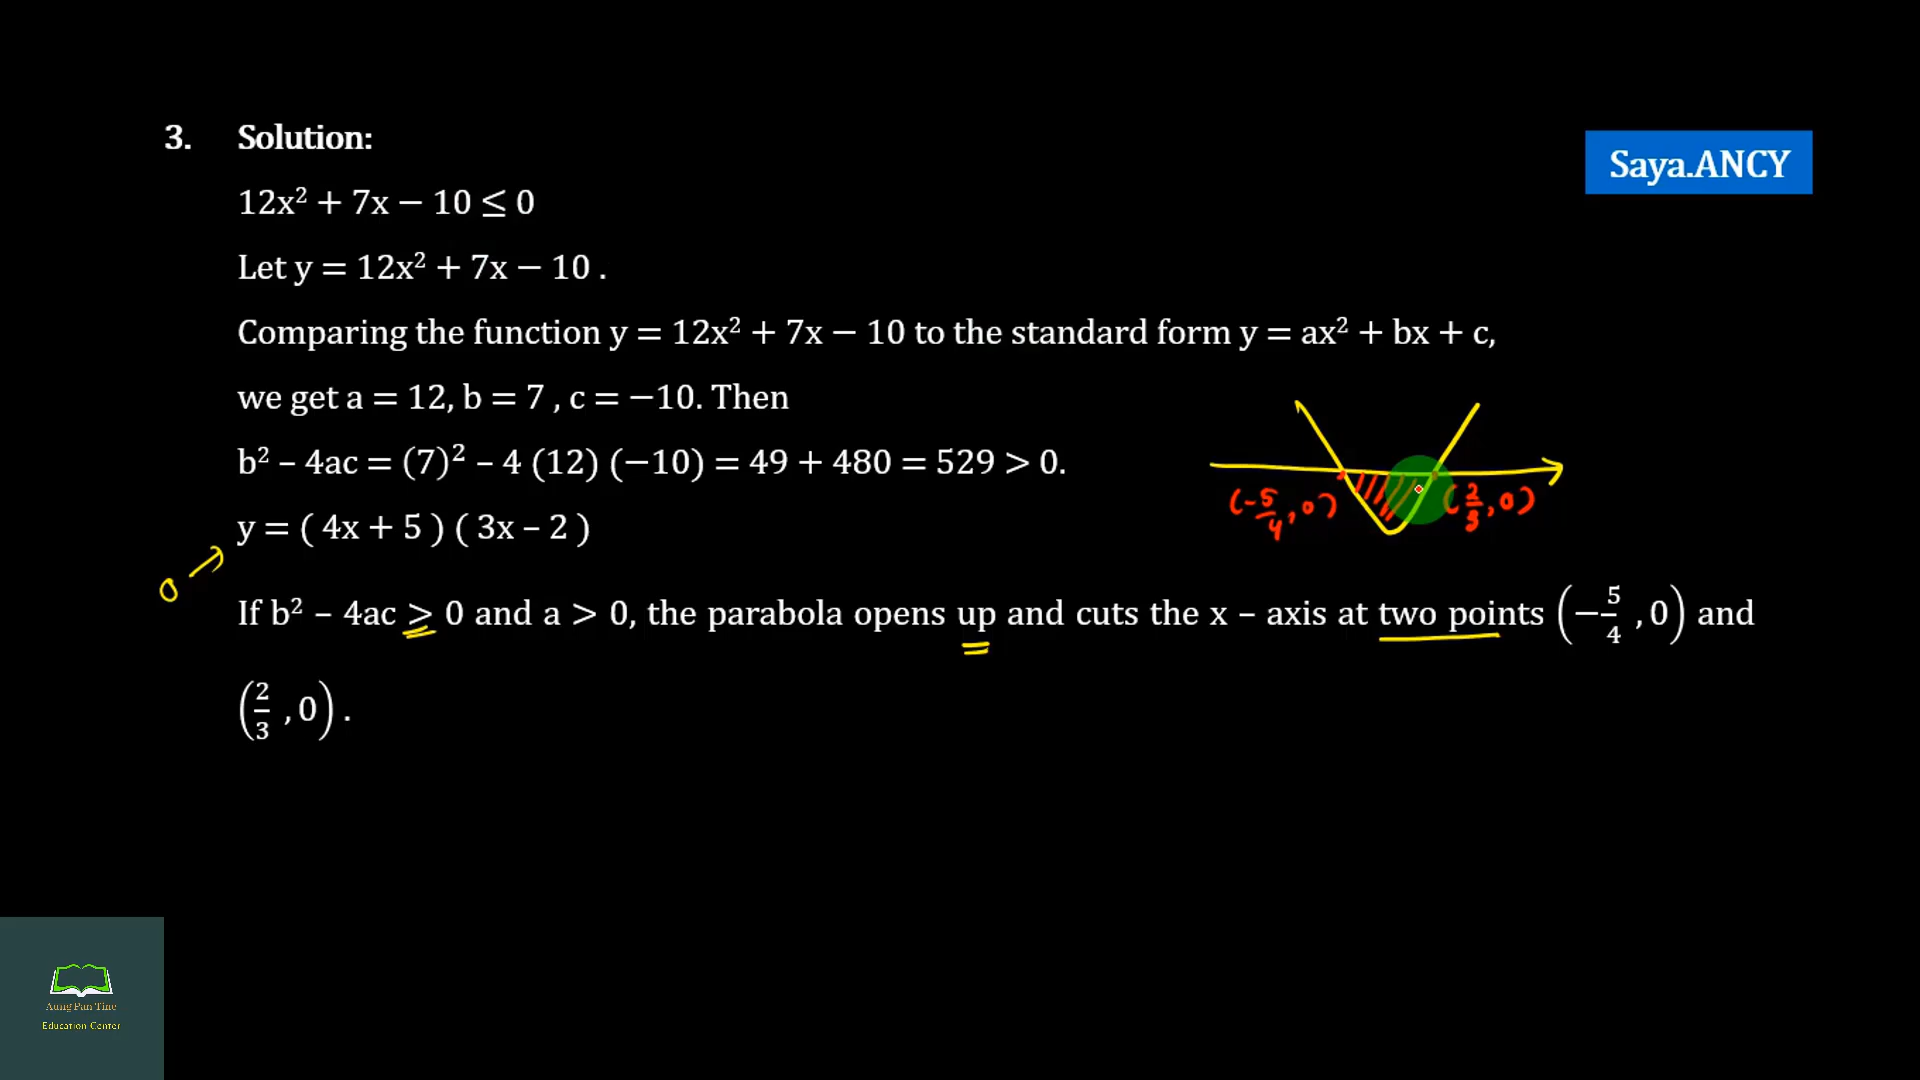 3. Solution:
Saya.ANCY
12x² + 7x − 10 ≤ 0
Let y = 12x² + 7x − 10 .
Comparing the function y = 12x² + 7x − 10 to the standard form y = ax² + bx + c,
we get a = 12, b = 7 , c = −10. Then
b² – 4ac = (7)² – 4 (12) (−10) = 49 + 480 = 529 > 0.
(-5/4, 0) (2/3, 0)
y = ( 4x + 5 ) ( 3x – 2 )
0 →
If b² – 4ac > 0 and a > 0, the parabola opens up and cuts the x – axis at two points (−5/4 , 0) and
(2/3 , 0) .
Aung Pan Tine
Education Center